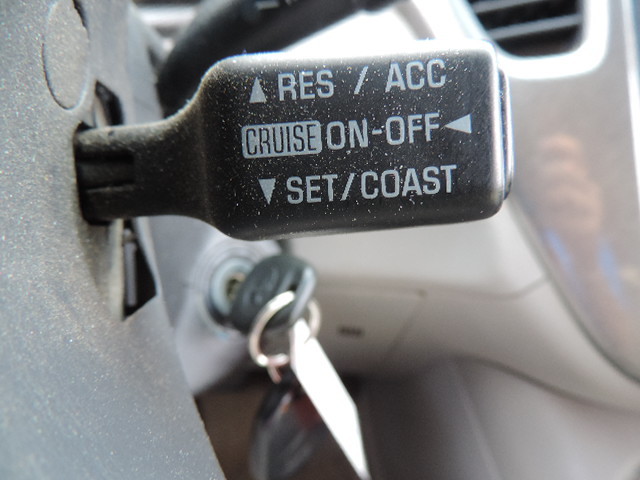 ▲ RES / ACC
CRUISE ON-OFF ◀
▼ SET/COAST